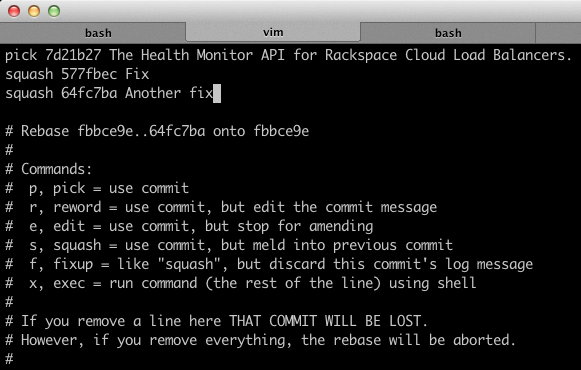 bash vim bash
pick 7d21b27 The Health Monitor API for Rackspace Cloud Load Balancers.
squash 577fbec Fix
squash 64fc7ba Another fix
# Rebase fbbce9e..64fc7ba onto fbbce9e
#
# Commands:
#  p, pick = use commit
#  r, reword = use commit, but edit the commit message
#  e, edit = use commit, but stop for amending
#  s, squash = use commit, but meld into previous commit
#  f, fixup = like "squash", but discard this commit's log message
#  x, exec = run command (the rest of the line) using shell
#
# If you remove a line here THAT COMMIT WILL BE LOST.
# However, if you remove everything, the rebase will be aborted.
#